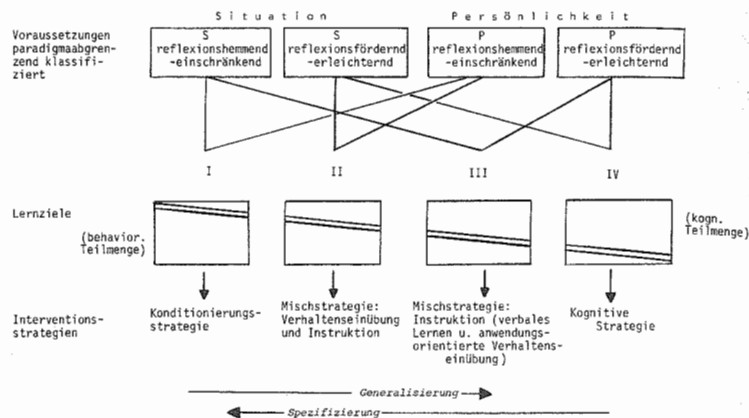 S i t u a t i o n
P e r s ö n l i c h k e i t
Voraussetzungen
paradigmaabgren-
zend klassifi-
ziert
S
reflexionshemmend
-einschränkend
S
reflexionsfördernd
-erleichternd
P
reflexionshemmend
-einschränkend
P
reflexionsfördernd
-erleichternd
I
II
III
IV
Lernziele
(behavior.
Teilmenge)
(kogn.
Teilmenge)
Interventions-
strategien
Konditionierungs-
strategie
Mischstrategie:
Verhaltenseinübung
und Instruktion
Mischstrategie:
Instruktion (verbales
Lernen u. anwendungs-
orientierte Verhaltens-
einübung)
Kognitive
Strategie
Generalisierung
Spezifizierung